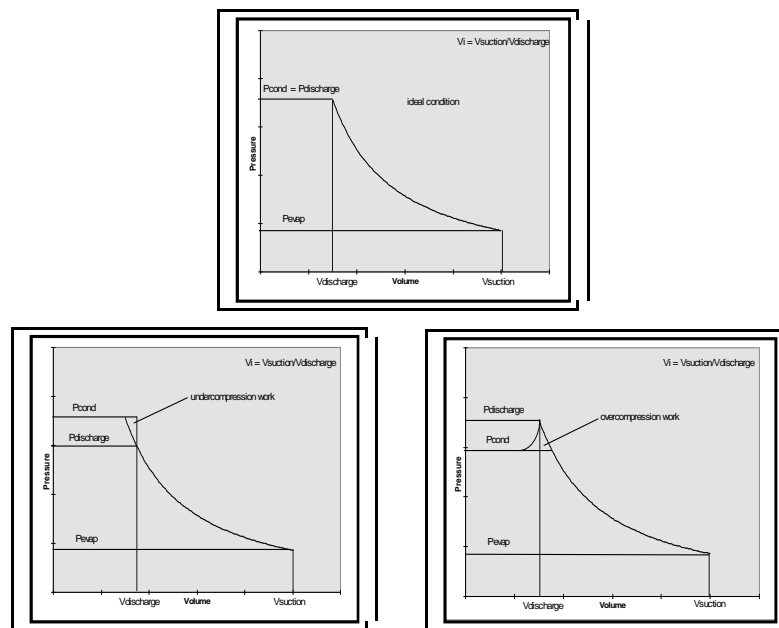 Vi = Vsuction/Vdischarge
Pcond = Pdischarge
ideal condition
Pressure
Pevap
Vdischarge Volume Vsuction
Vi = Vsuction/Vdischarge
undercompression work
Pcond
Pdischarge
Pressure
Pevap
Vdischarge Volume Vsuction
Vi = Vsuction/Vdischarge
Pdischarge
overcompression work
Pcond
Pressure
Pevap
Vdischarge Volume Vsuction